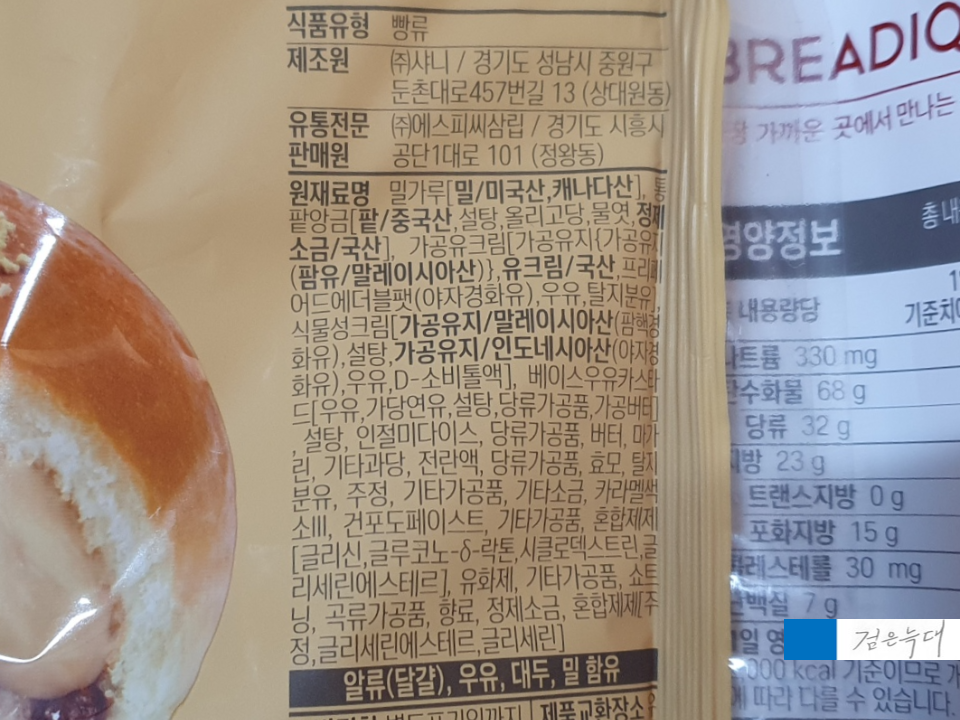 식품유형 빵류
제조원 ㈜샤니 / 경기도 성남시 중원구
둔촌대로457번길 13 (상대원동)
유통전문 ㈜에스피씨삼립 / 경기도 시흥시
판매원 공단1대로 101 (정왕동)
원재료명 밀가루[밀/미국산,캐나다산], 통
팥앙금[팥/중국산,설탕,올리고당,물엿,정제
소금/국산], 가공유크림[가공유지{가공유지
(팜유/말레이시아산)},유크림/국산,프리페
어드에더블팻(야자경화유),우유,탈지분유],
식물성크림[가공유지/말레이시아산(팜핵경
화유),설탕,가공유지/인도네시아산(야자경
화유),우유,D-소비톨액], 베이스우유카스타
드[우유,가당연유,설탕,당류가공품,가공버터]
, 설탕, 인절미다이스, 당류가공품, 버터, 마가
린, 기타과당, 전란액, 당류가공품, 효모, 탈지
분유, 주정, 기타가공품, 기타소금, 카라멜색
소III, 건포도페이스트, 기타가공품, 혼합제제
[글리신,글루코노-δ-락톤,시클로덱스트린,글
리세린에스테르], 유화제, 기타가공품, 쇼트
닝, 곡류가공품, 향료, 정제소금, 혼합제제[주
정,글리세린에스테르,글리세린]
알류(달걀), 우유, 대두, 밀 함유
제품교환장소
BREADIQ
가까운 곳에서 만나는
영양정보 총 내
내용량당
기준치
나트륨 330 mg
탄수화물 68 g
당류 32 g
지방 23 g
트랜스지방 0 g
포화지방 15 g
콜레스테롤 30 mg
단백질 7 g
1일 영
,000 kcal 기준이므로 개
에 따라 다를 수 있습니다.
검은늑대